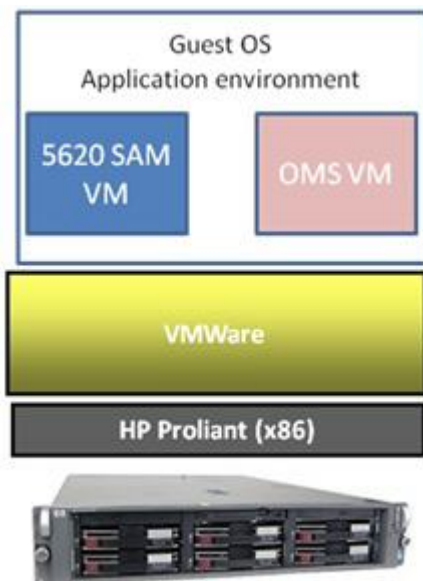 Guest OS
Application environment
5620 SAM
VM
OMS VM
VMWare
HP Proliant (x86)